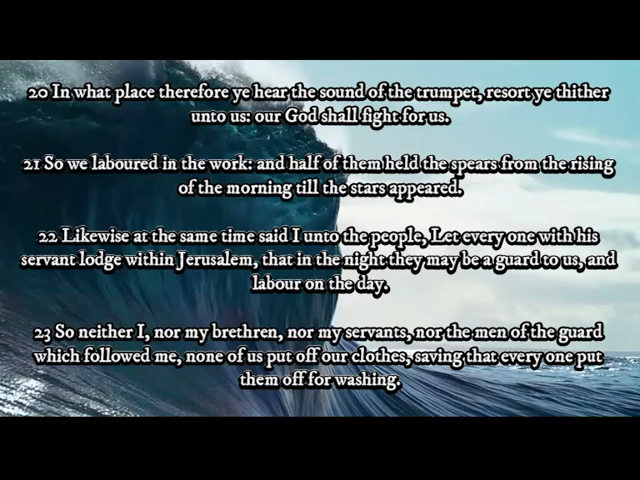 20 In what place therefore ye hear the sound of the trumpet, resort ye thither
unto us: our God shall fight for us.
21 So we laboured in the work: and half of them held the spears from the rising
of the morning till the stars appeared.
22 Likewise at the same time said I unto the people, Let every one with his
servant lodge within Jerusalem, that in the night they may be a guard to us, and
labour on the day.
23 So neither I, nor my brethren, nor my servants, nor the men of the guard
which followed me, none of us put off our clothes, saving that every one put
them off for washing.